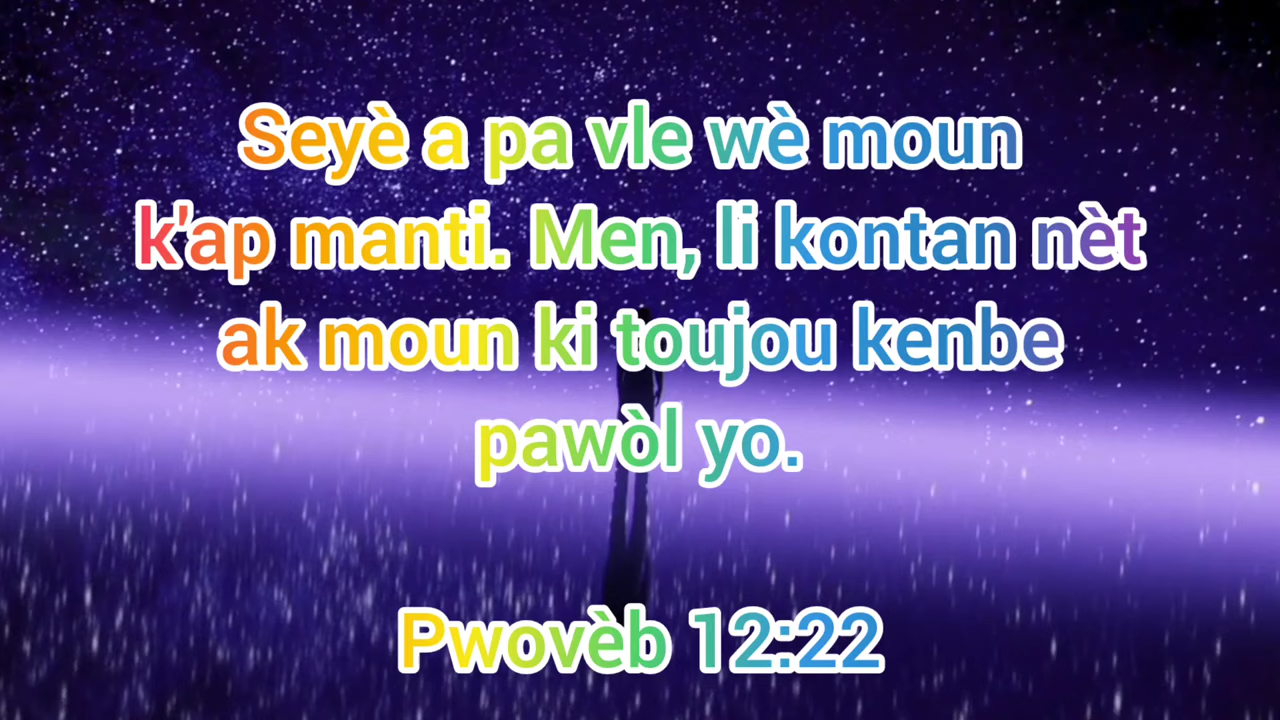 Seyè a pa vle wè moun
k'ap manti. Men, li kontan nèt
ak moun ki toujou kenbe
pawòl yo.
Pwovèb 12:22